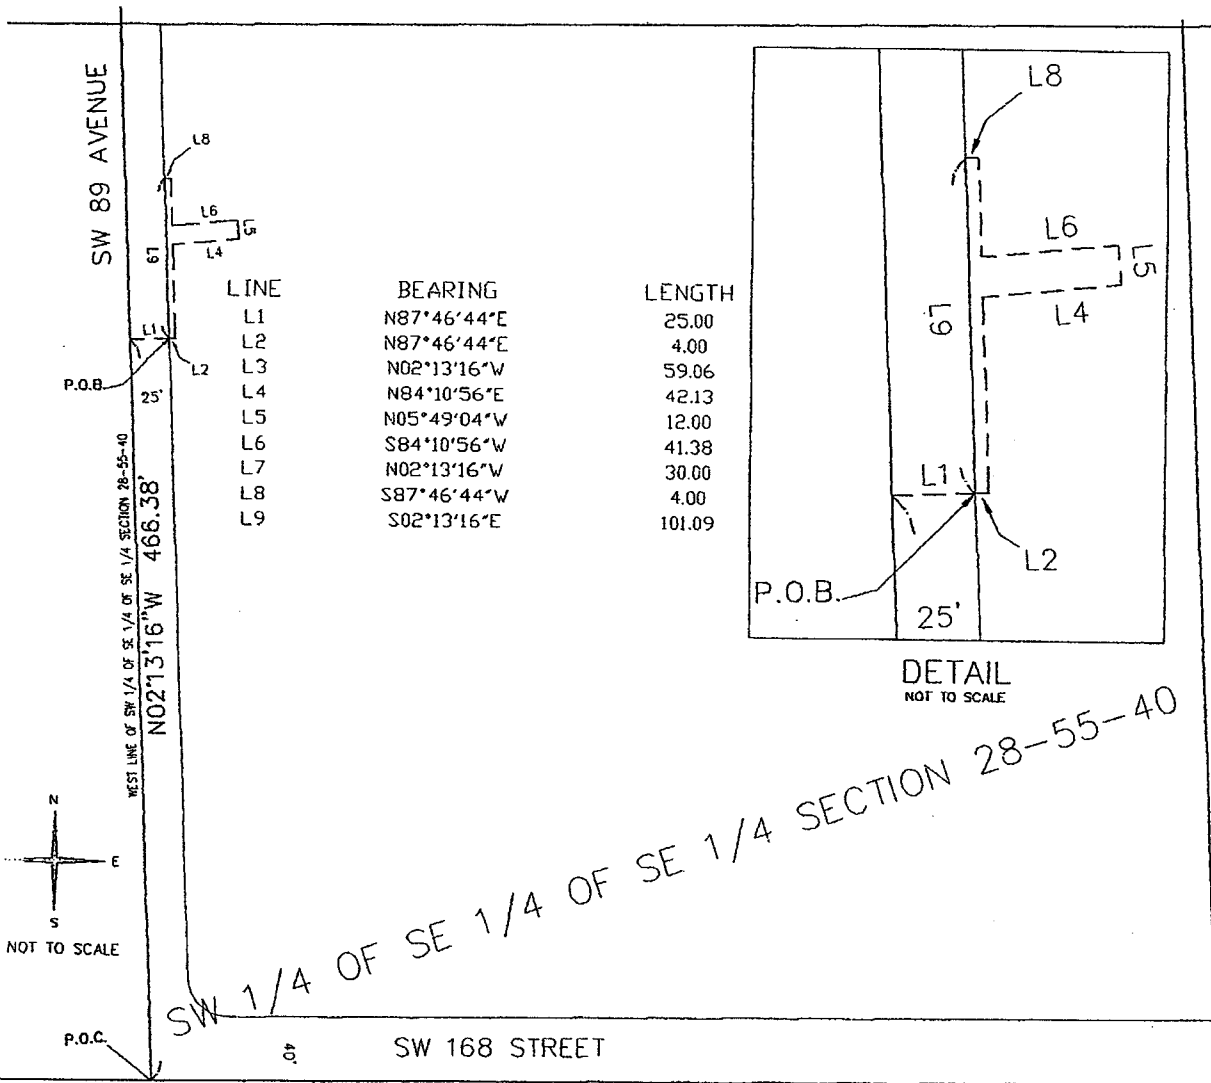 SW 89 AVENUE
L8
L6
L5
L4
L9
L1
L2
P.O.B.
25'
WEST LINE OF SW 1/4 OF SE 1/4 OF SE 1/4 SECTION 28-55-40
N02°13'16"W 466.38'
LINE BEARING LENGTH
L1 N87°46'44"E 25.00
L2 N87°46'44"E 4.00
L3 N02°13'16"W 59.06
L4 N84°10'56"E 42.13
L5 N05°49'04"W 12.00
L6 S84°10'56"W 41.38
L7 N02°13'16"W 30.00
L8 S87°46'44"W 4.00
L9 S02°13'16"E 101.09
L8
L6
L5
L4
L9
L1
L2
P.O.B.
25'
DETAIL
NOT TO SCALE
SW 1/4 OF SE 1/4 OF SE 1/4 SECTION 28-55-40
N
E
S
NOT TO SCALE
P.O.C.
40'
SW 168 STREET